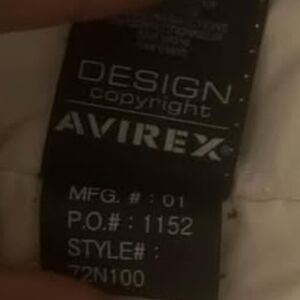 DESIGN
copyright
AVIREX®
MFG. # : 01
P.O.# : 1152
STYLE# :
72N100